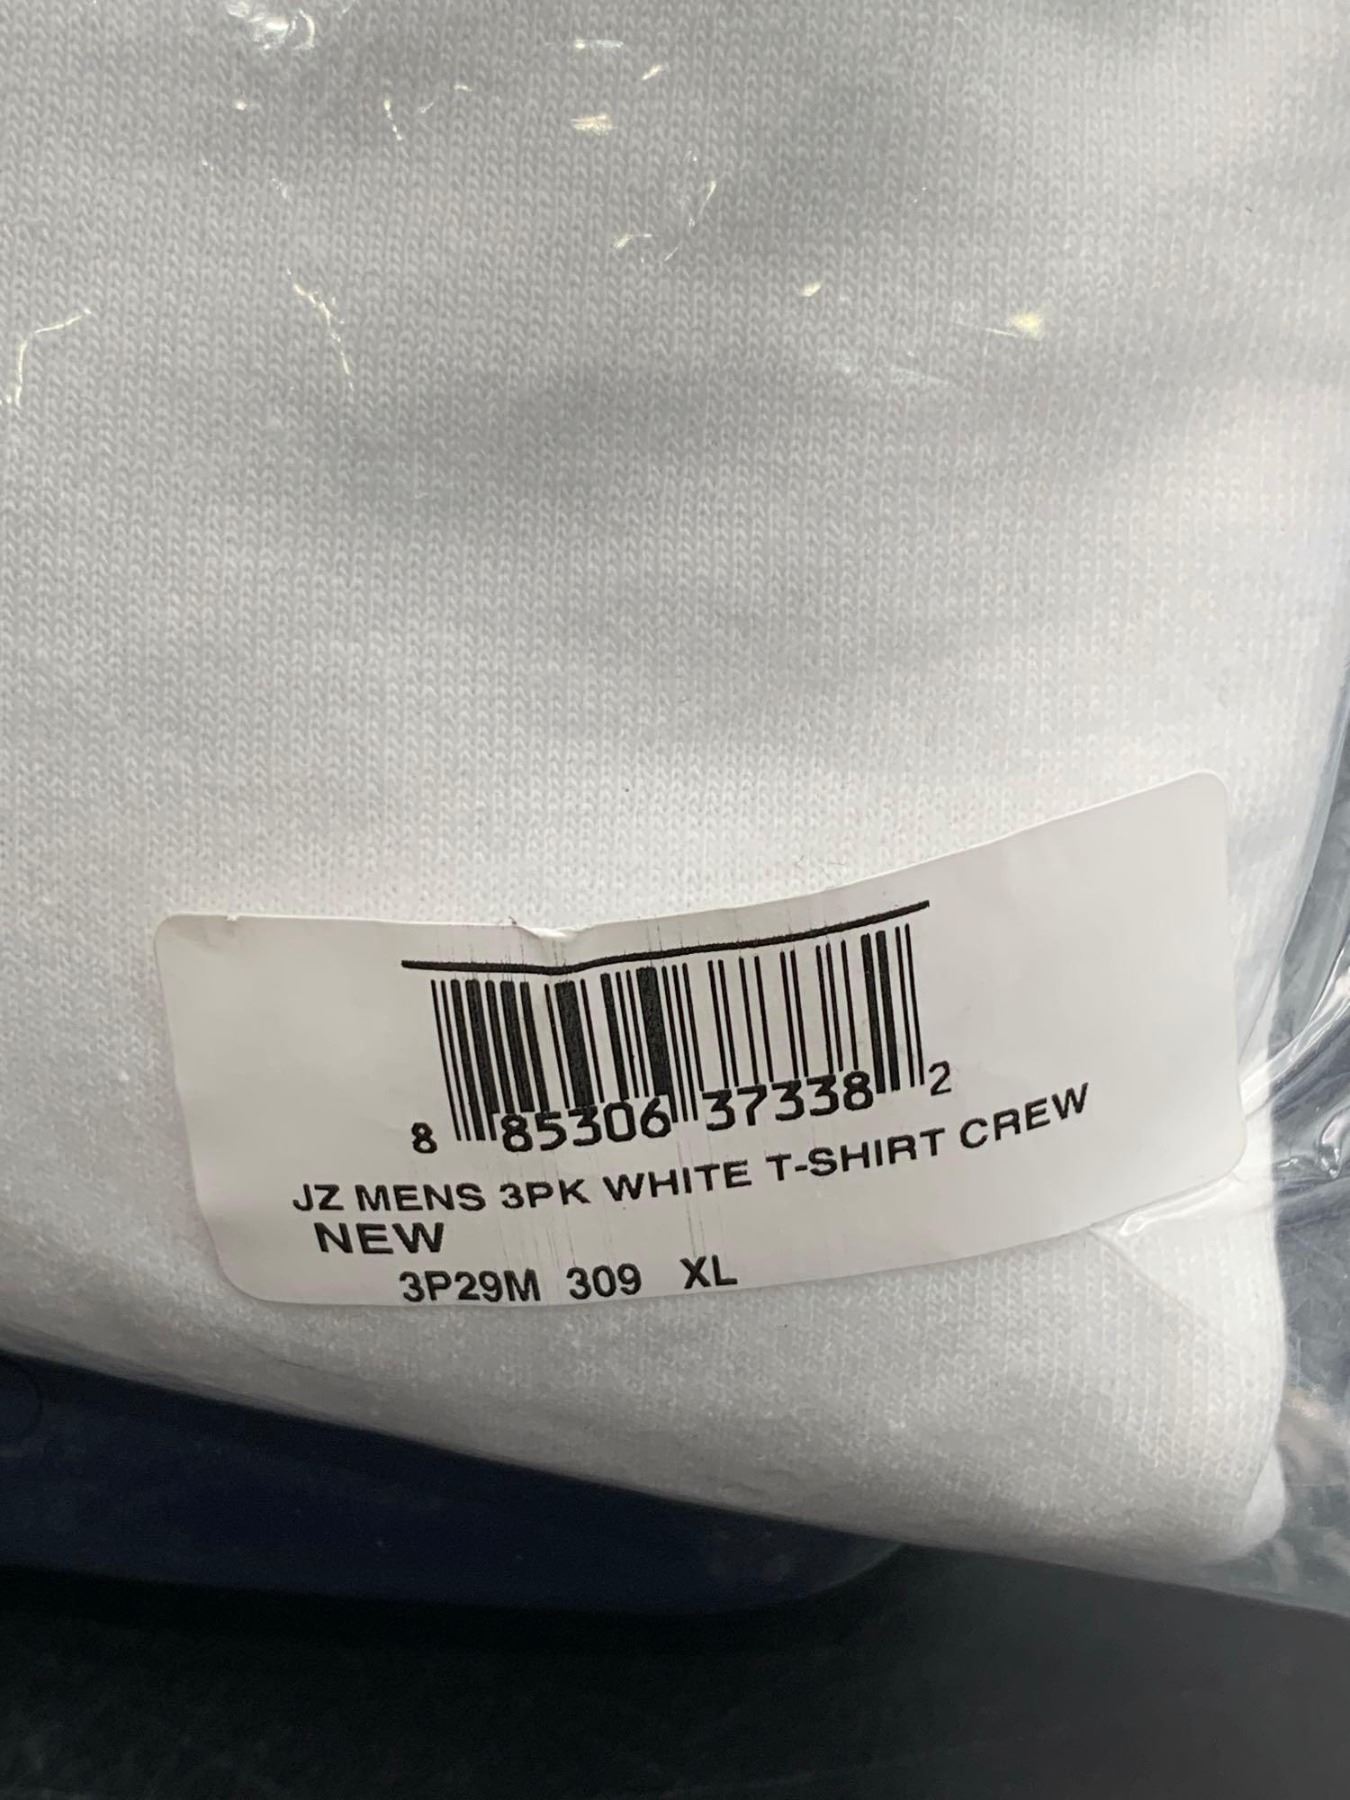 8 85306 37338 2
JZ MENS 3PK WHITE T-SHIRT CREW
NEW
3P29M 309 XL